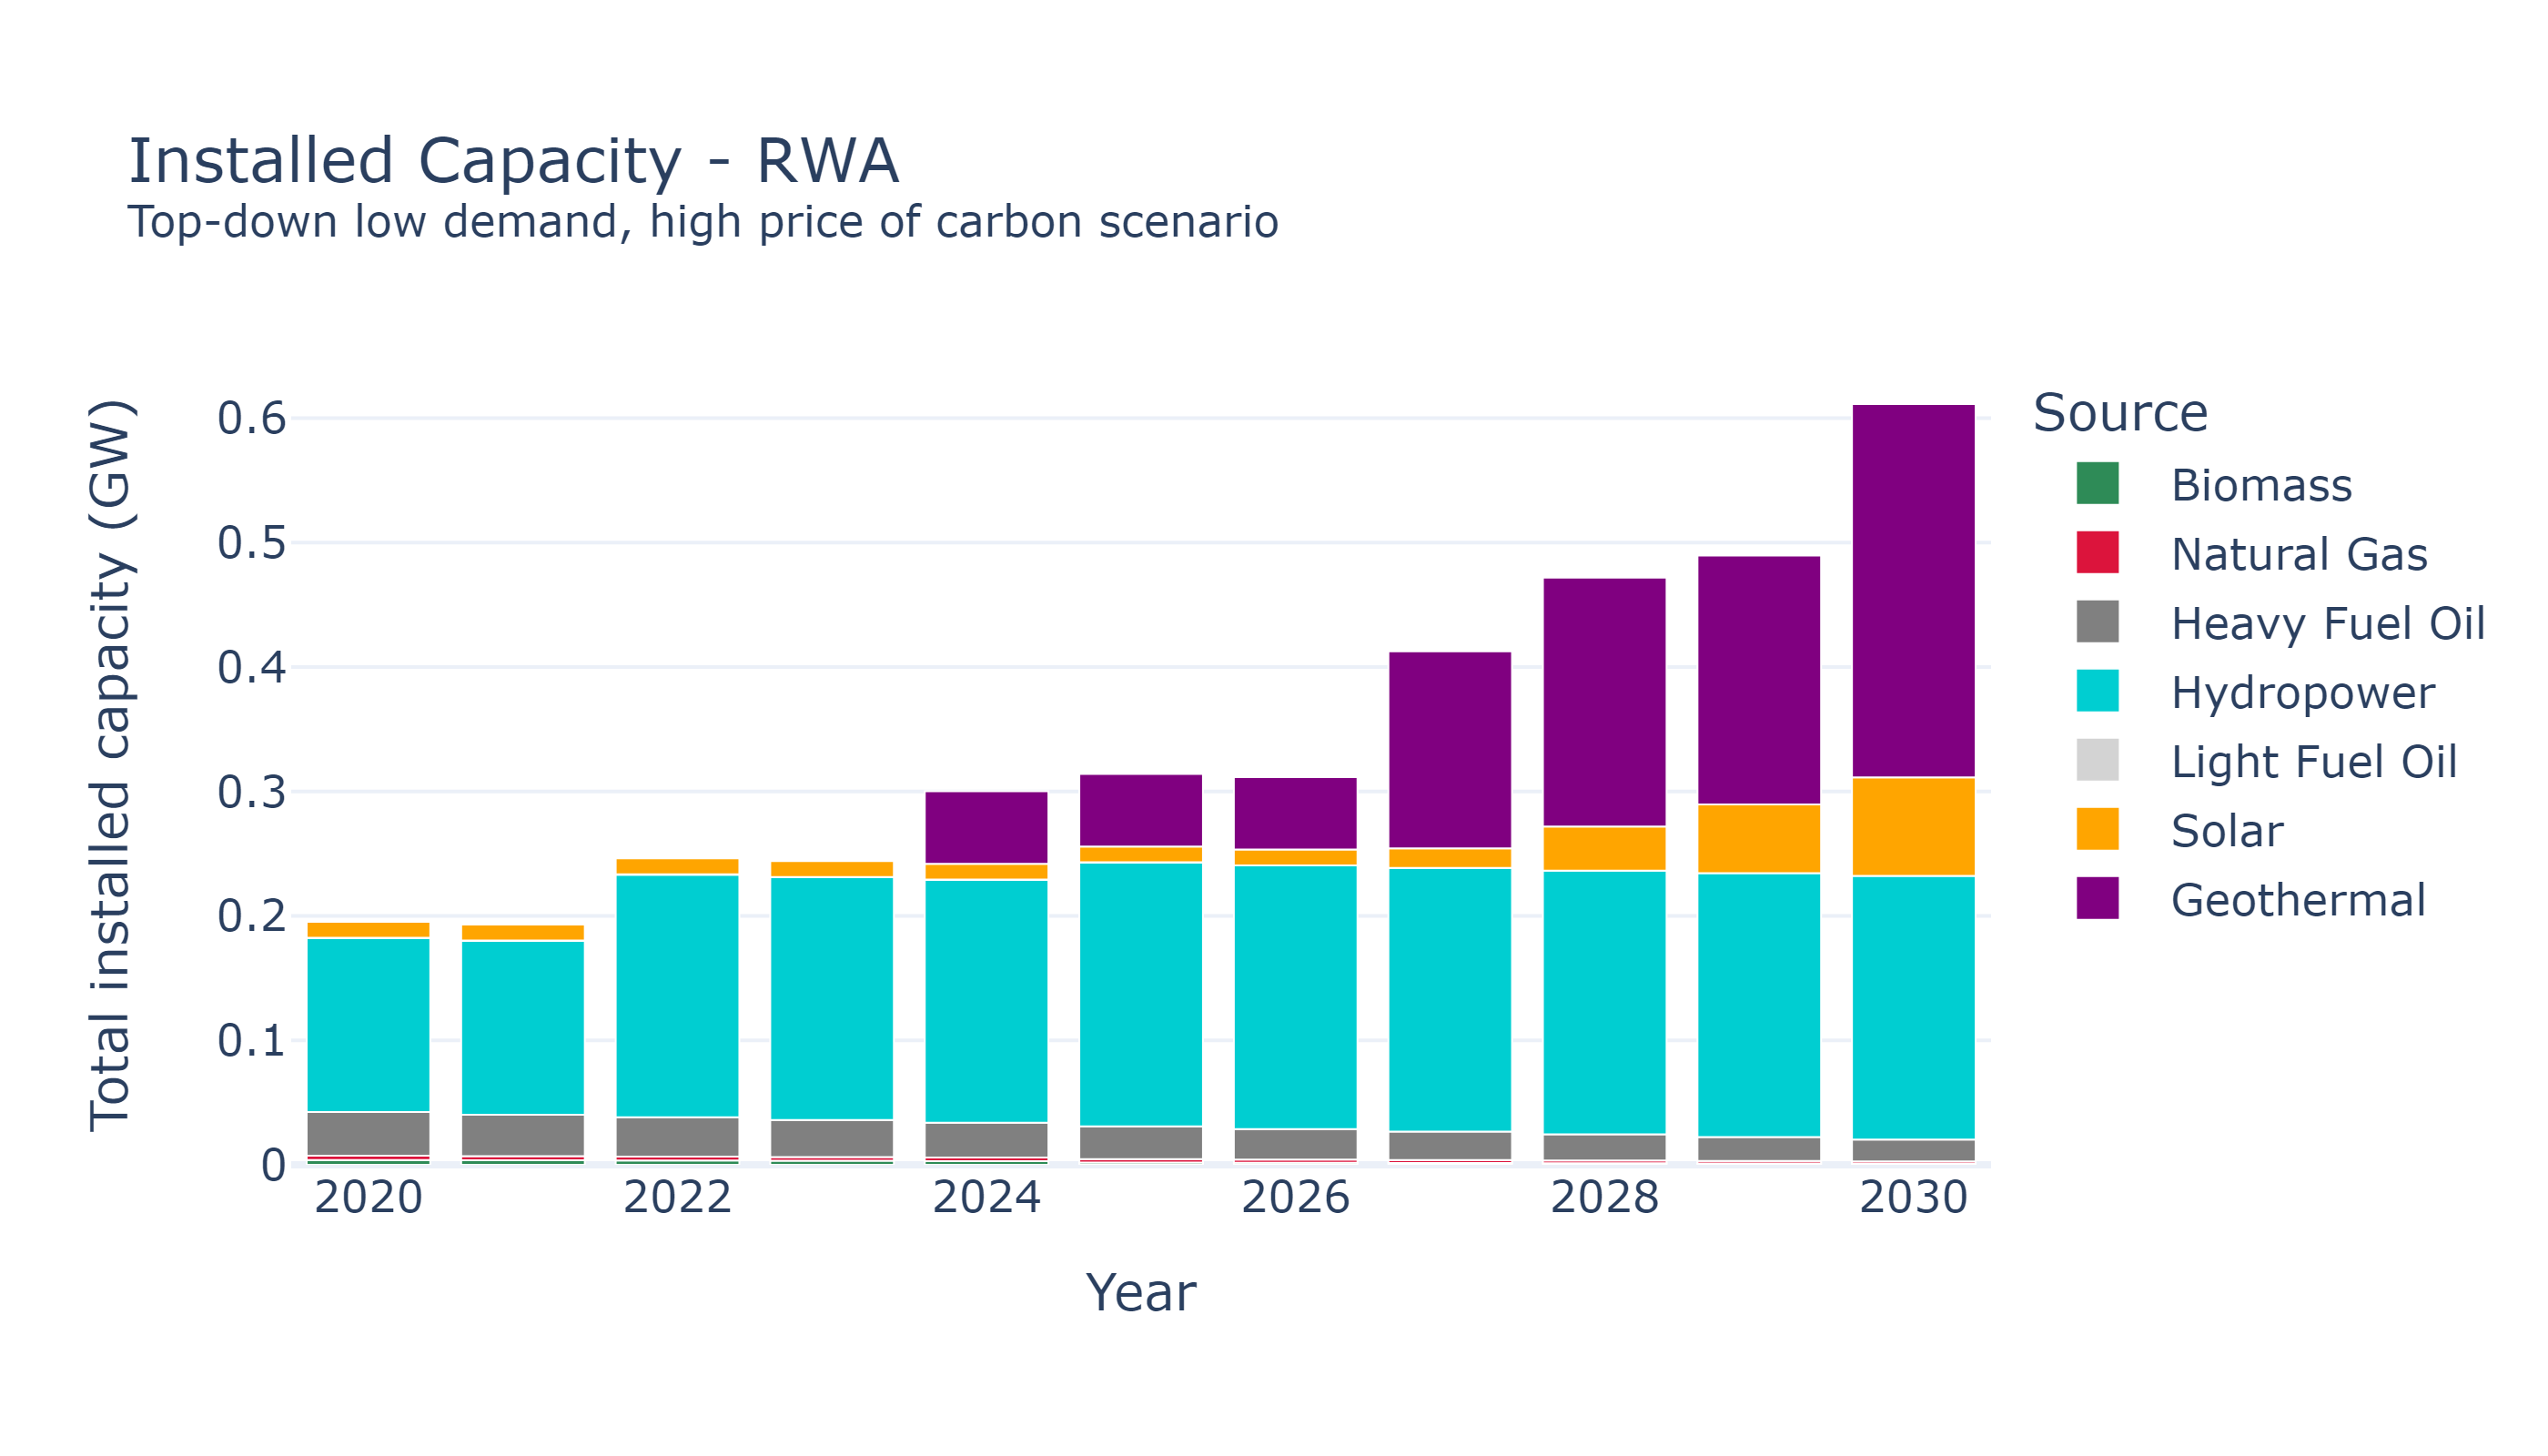 Installed Capacity - RWA
Top-down low demand, high price of carbon scenario
Total installed capacity (GW)
0.6
0.5
0.4
0.3
0.2
0.1
0
2020
2022
2024
2026
2028
2030
Year
Source
Biomass
Natural Gas
Heavy Fuel Oil
Hydropower
Light Fuel Oil
Solar
Geothermal